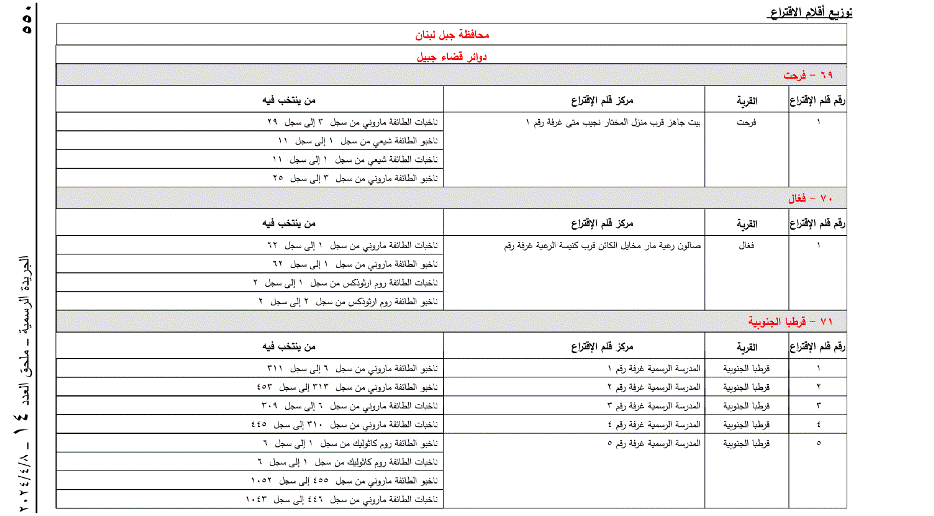 توزيع أقلام الاقتراع
محافظة جبل لبنان
دوائر قضاء جبيل
٦٩ - فرحت
رقم قلم الإقتراع القرية مركز قلم الإقتراع من ينتخب فيه
١ فرحت بيت جاهز قرب منزل المختار نجيب متى غرفة رقم ١ ناخبات الطائفة ماروني من سجل ٣ إلى سجل ٢٩
ناخبو الطائفة شيعي من سجل ١ إلى سجل ١١
ناخبات الطائفة شيعي من سجل ١ إلى سجل ١١
ناخبو الطائفة ماروني من سجل ٣ إلى سجل ٢٥
٧٠ - فغال
رقم قلم الإقتراع القرية مركز قلم الإقتراع من ينتخب فيه
١ فغال صالون رعية مار مخايل الكائن قرب كنيسة الرعية غرفة رقم ناخبات الطائفة ماروني من سجل ١ إلى سجل ٦٢
ناخبو الطائفة ماروني من سجل ١ إلى سجل ٦٢
ناخبات الطائفة روم ارثوذكس من سجل ١ إلى سجل ٢
ناخبو الطائفة روم ارثوذكس من سجل ٢ إلى سجل ٢
٧١ - قرطبا الجنوبية
رقم قلم الإقتراع القرية مركز قلم الإقتراع من ينتخب فيه
١ قرطبا الجنوبية المدرسة الرسمية غرفة رقم ١ ناخبو الطائفة ماروني من سجل ٦ إلى سجل ٣١١
٢ قرطبا الجنوبية المدرسة الرسمية غرفة رقم ٢ ناخبو الطائفة ماروني من سجل ٣١٣ إلى سجل ٤٥٣
٣ قرطبا الجنوبية المدرسة الرسمية غرفة رقم ٣ ناخبات الطائفة ماروني من سجل ٦ إلى سجل ٣٠٩
٤ قرطبا الجنوبية المدرسة الرسمية غرفة رقم ٤ ناخبات الطائفة ماروني من سجل ٣١٠ إلى سجل ٤٤٥
٥ قرطبا الجنوبية المدرسة الرسمية غرفة رقم ٥ ناخبو الطائفة روم كاثوليك من سجل ١ إلى سجل ٦
ناخبات الطائفة روم كاثوليك من سجل ١ إلى سجل ٦
ناخبو الطائفة ماروني من سجل ٤٥٥ إلى سجل ١٠٥٢
ناخبات الطائفة ماروني من سجل ٤٤٦ إلى سجل ١٠٤٣
٥٥٠
الجريدة الرسمية – ملحق العدد ١٤ – ٢٠٢٤/٤/٨